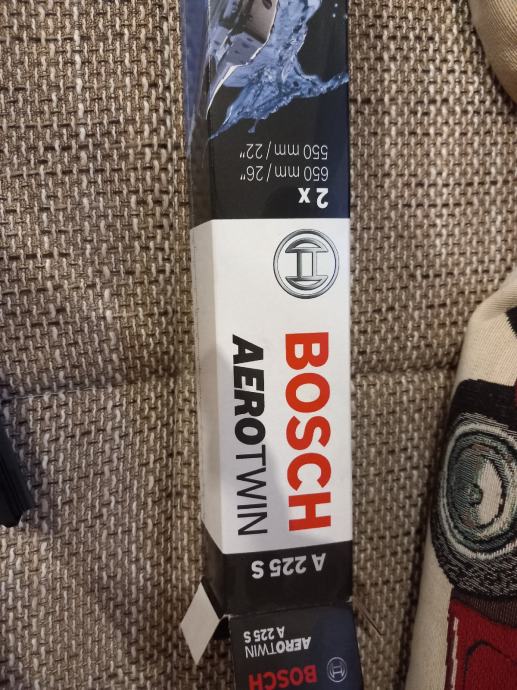 2 x
650 mm / 26"
550 mm / 22"
BOSCH
AEROTWIN
A 225 S
BOSCH
AEROTWIN
A 225 S